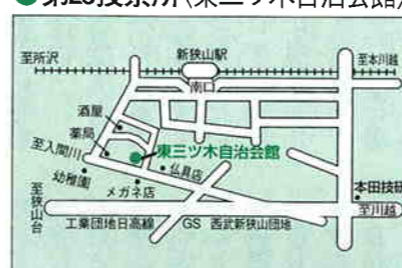 ●第25投票所(東三ツ木自治会館)
至所沢
新狭山駅
至本川越
南口
酒屋
薬局
至入間川
東三ツ木自治会館
仏具店
幼稚園
メガネ店
本田技研
至狭山台
至川越
工業団地日高線
GS
西武新狭山団地